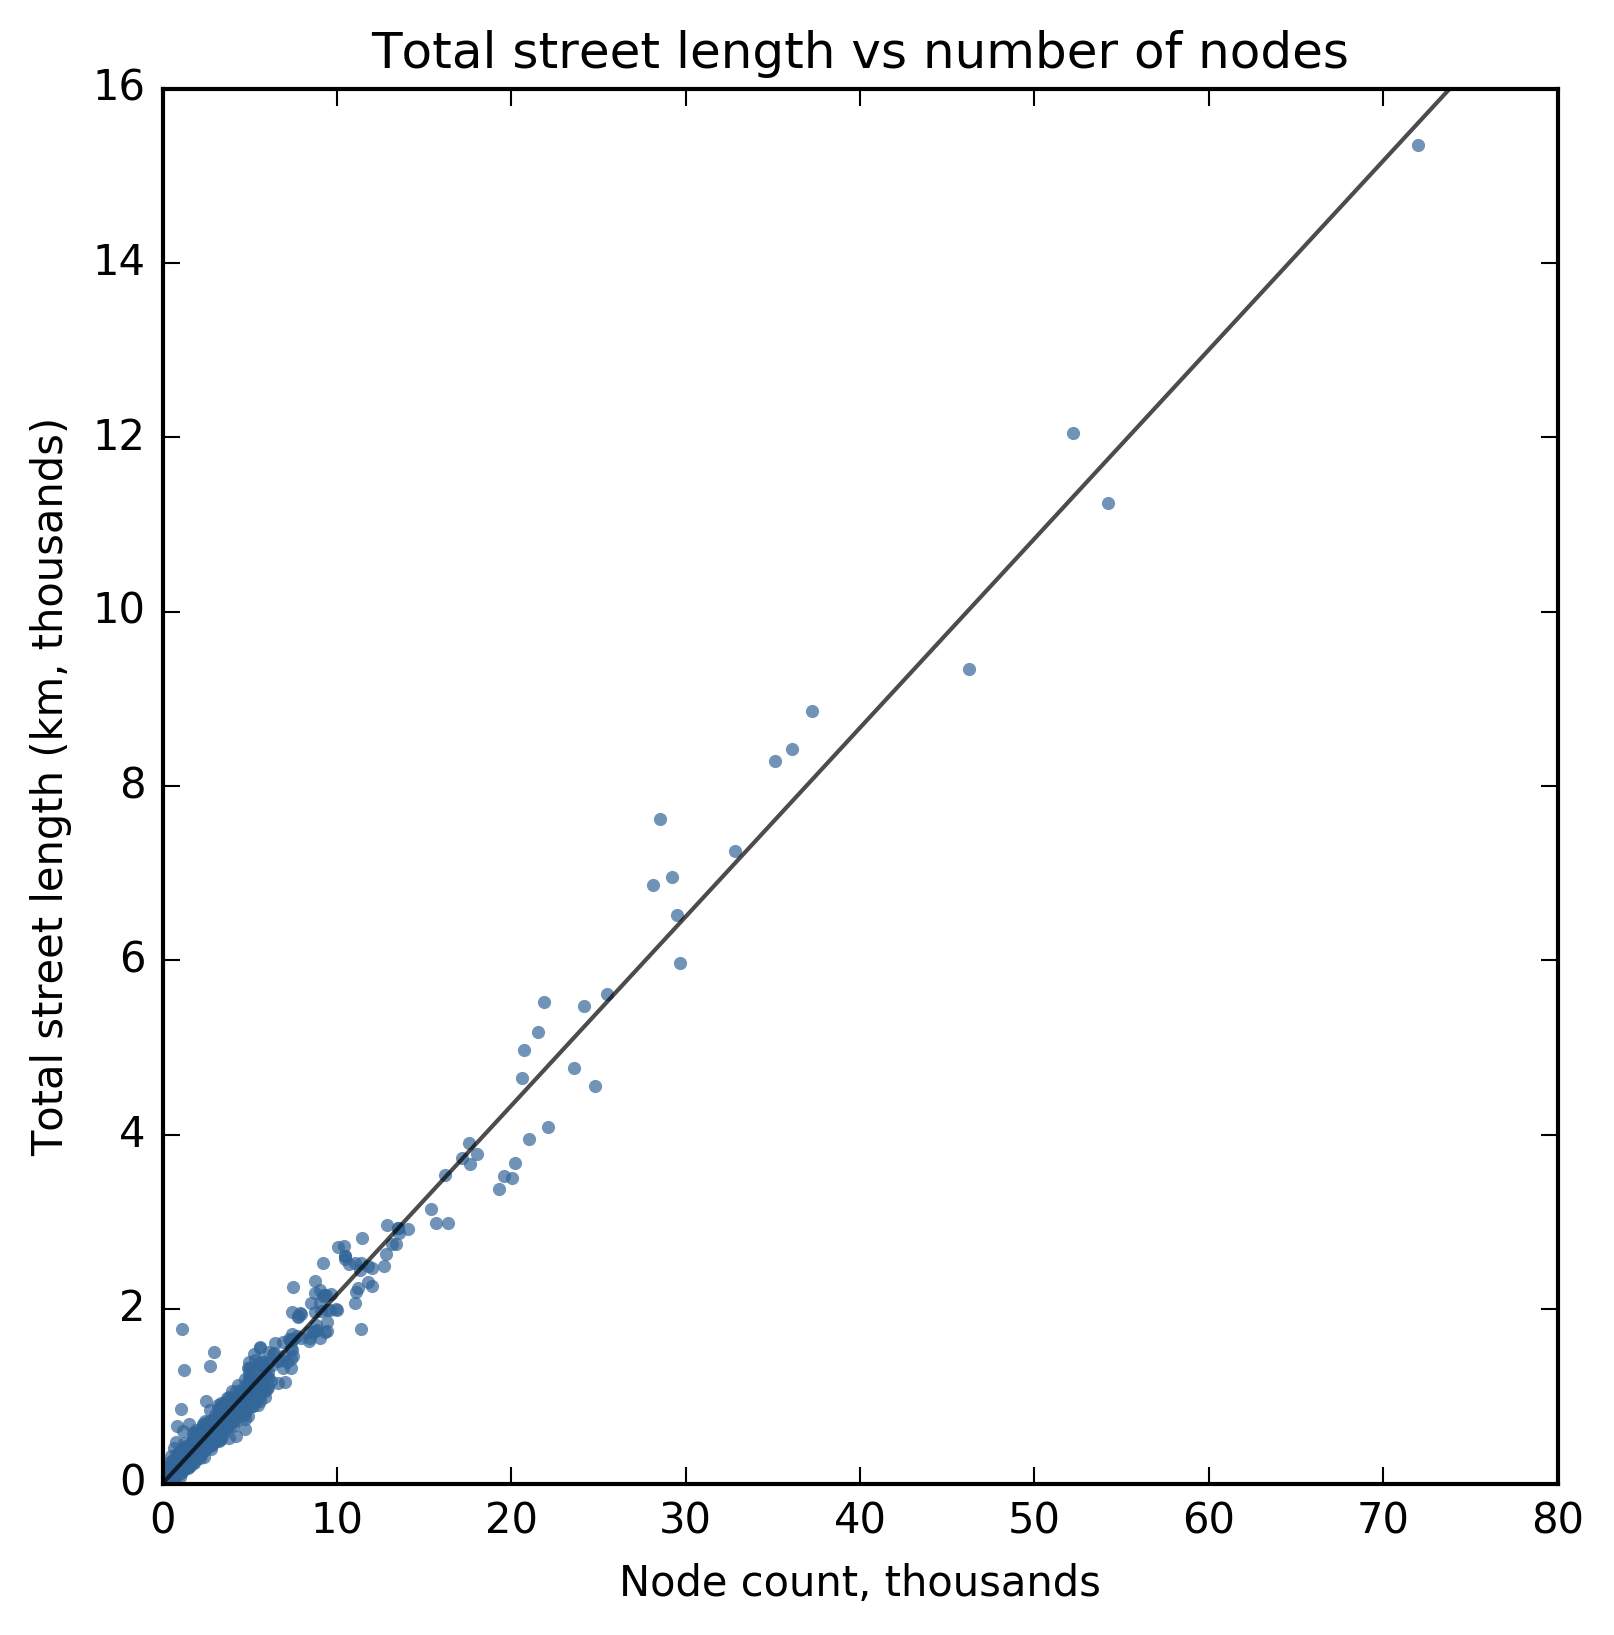 Total street length vs number of nodes
16
14
12
10
8
6
4
2
0
Total street length (km, thousands)
0 10 20 30 40 50 60 70 80
Node count, thousands